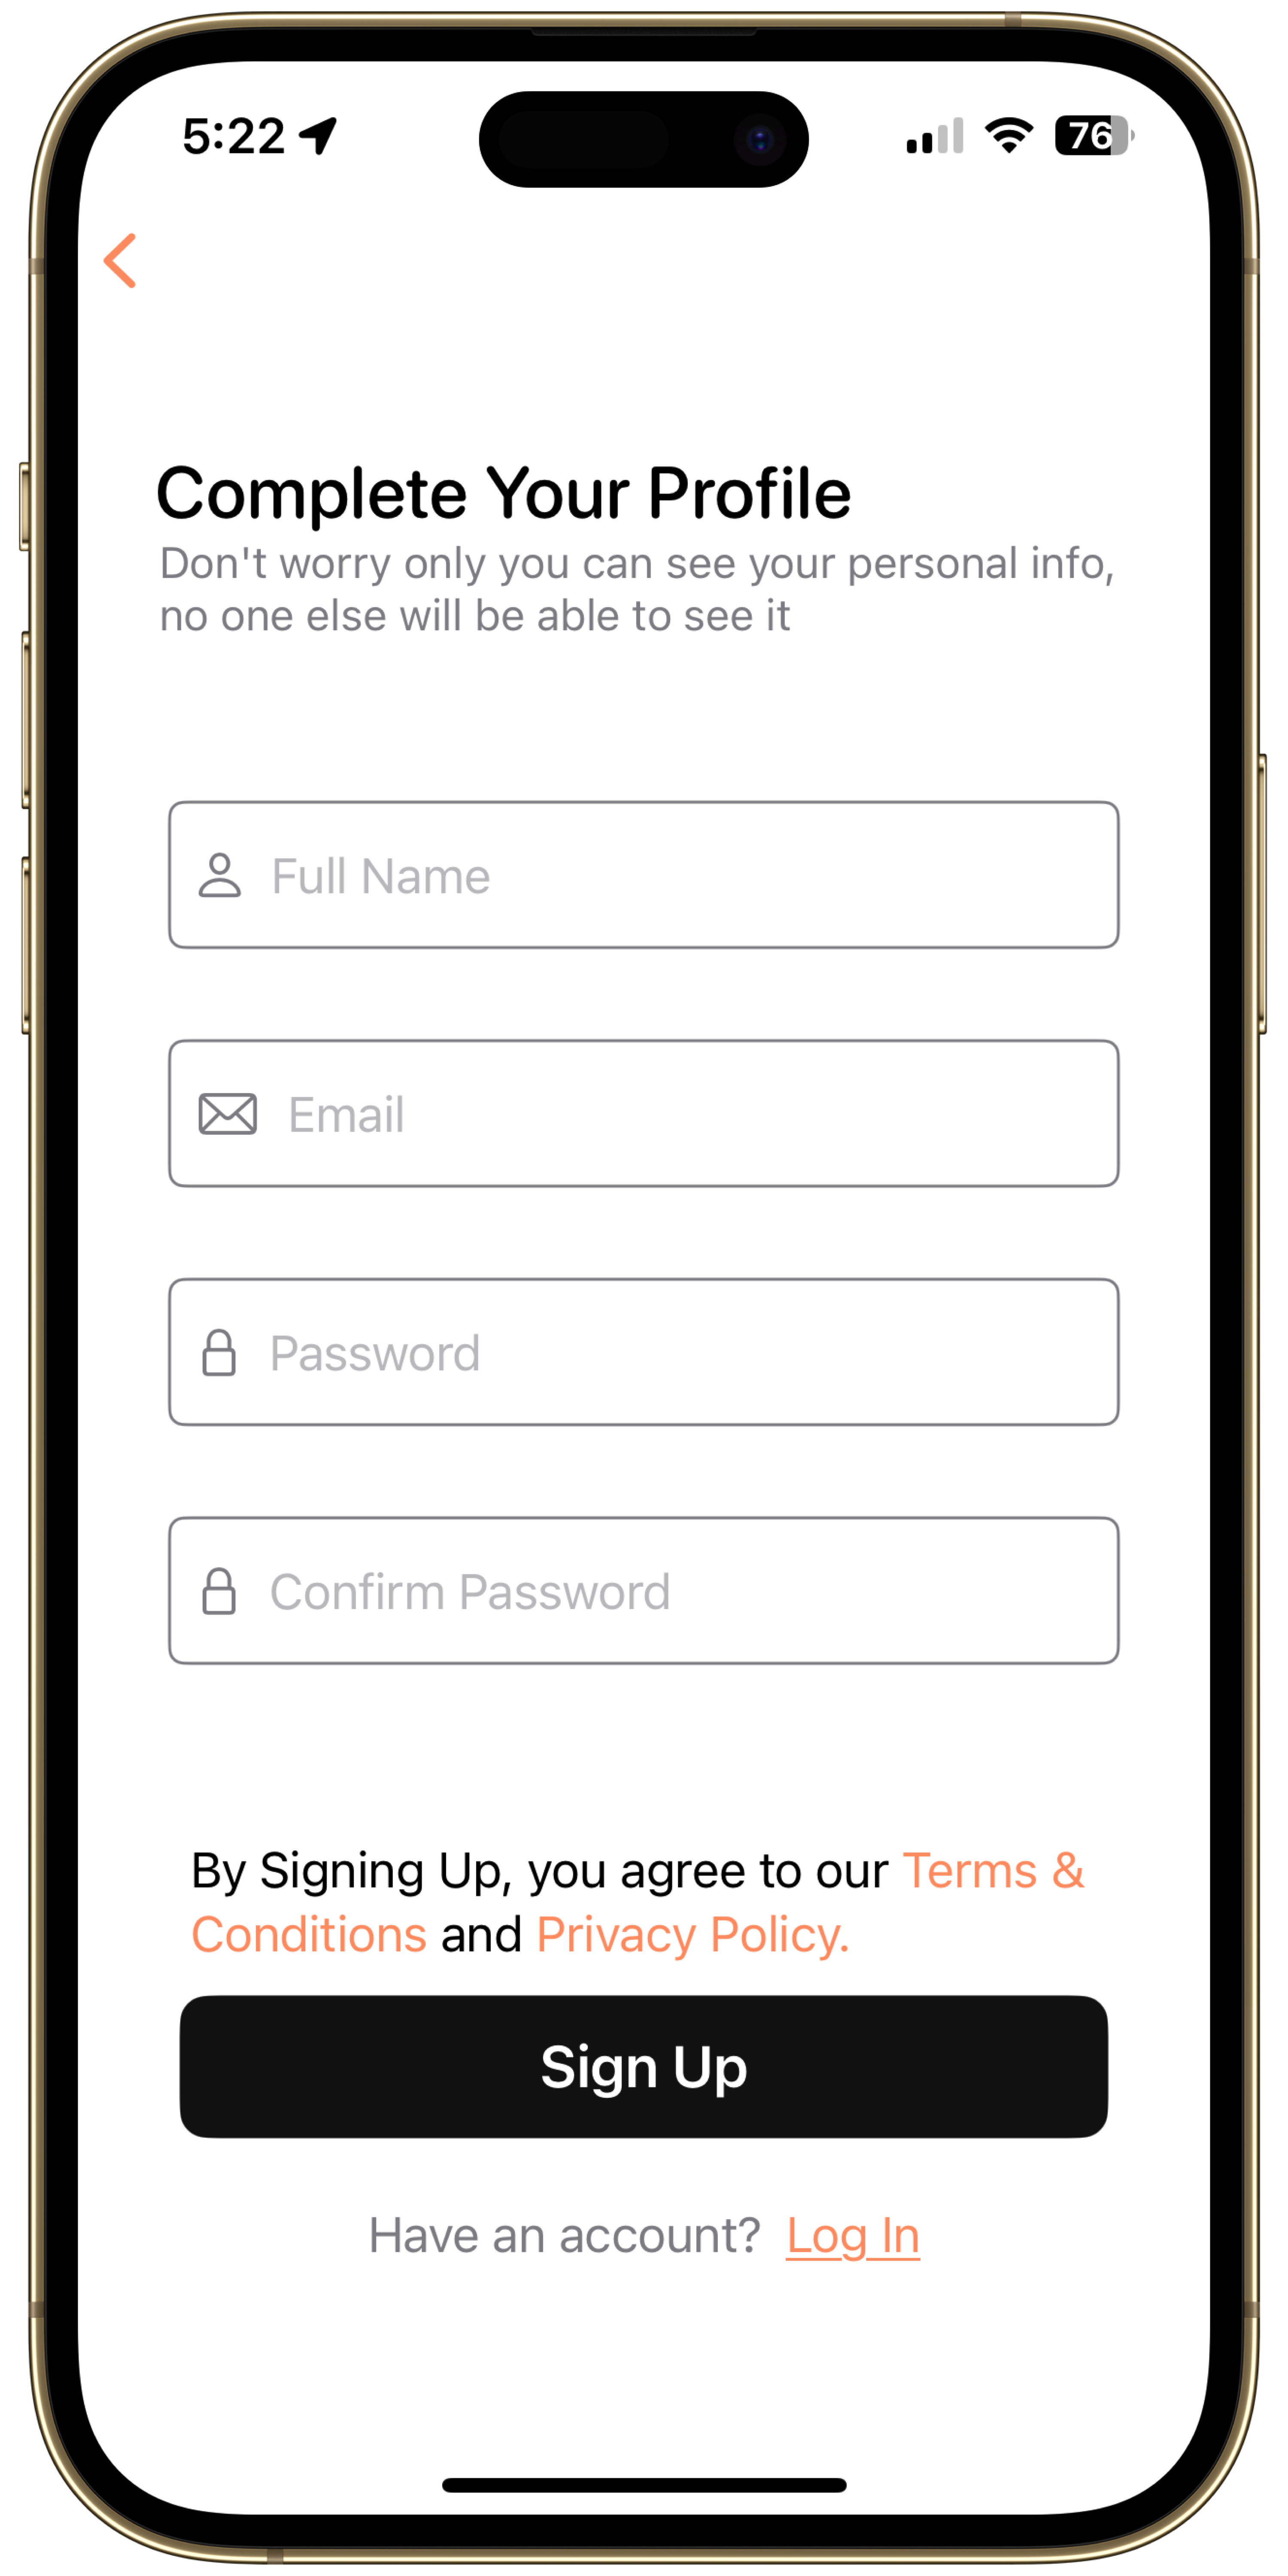 5:22
76
Complete Your Profile
Don't worry only you can see your personal info,
no one else will be able to see it
Full Name
Email
Password
Confirm Password
By Signing Up, you agree to our Terms &
Conditions and Privacy Policy.
Sign Up
Have an account? Log In